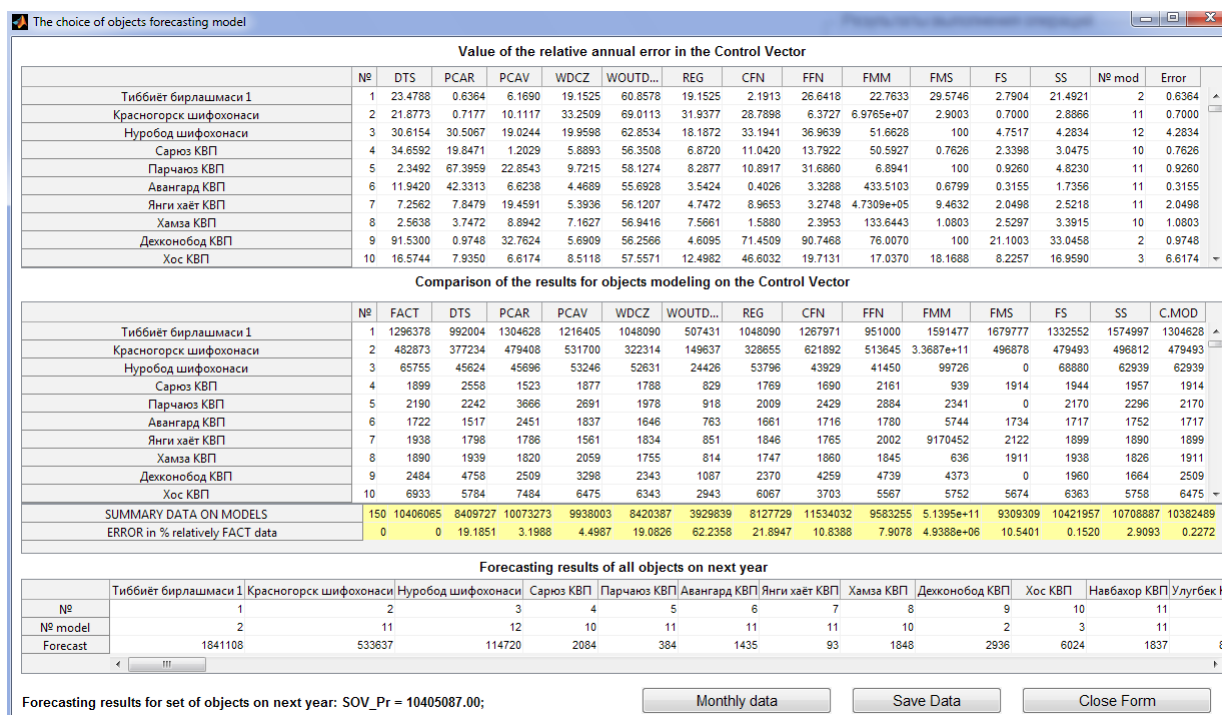 The choice of objects forecasting model
Value of the relative annual error in the Control Vector
№ DTS PCAR PCAV WDCZ WOUTD... REG CFN FFN FMM FMS FS SS № mod Error
Тиббиёт бирлашмаси 1 1 23.4788 0.6364 6.1690 19.1525 60.8578 19.1525 2.1913 26.6418 22.7633 29.5746 2.7904 21.4921 2 0.6364
Красногорск шифохонаси 2 21.8773 0.7177 10.1117 33.2509 69.0113 31.9377 28.7898 6.3727 6.9765e+07 2.9003 0.7000 2.8866 11 0.7000
Нуробод шифохонаси 3 30.6154 30.5067 19.0244 19.9598 62.8534 18.1872 33.1941 36.9639 51.6628 100 4.7517 4.2834 12 4.2834
Сарюз КВП 4 34.6592 19.8471 1.2029 5.8893 56.3508 6.8720 11.0420 13.7922 50.5927 0.7626 2.3398 3.0475 10 0.7626
Парчаюз КВП 5 2.3492 67.3959 22.8543 9.7215 58.1274 8.2877 10.8917 31.6860 6.8941 100 0.9260 4.8230 11 0.9260
Авангард КВП 6 11.9420 42.3313 6.6238 4.4689 55.6928 3.5424 0.4026 3.3288 433.5103 0.6799 0.3155 1.7356 11 0.3155
Янги хаёт КВП 7 7.2562 7.8479 19.4591 5.3936 56.1207 4.7472 8.9653 3.2748 4.7309e+05 9.4632 2.0498 2.5218 11 2.0498
Хамза КВП 8 2.5638 3.7472 8.8942 7.1627 56.9416 7.5661 1.5880 2.3953 133.6443 1.0803 2.5297 3.3915 10 1.0803
Дехконобод КВП 9 91.5300 0.9748 32.7624 5.6909 56.2566 4.6095 71.4509 90.7468 76.0070 100 21.1003 33.0458 2 0.9748
Хос КВП 10 16.5744 7.9350 6.6174 8.5118 57.5571 12.4982 46.6032 19.7131 17.0370 18.1688 8.2257 16.9590 3 6.6174
Comparison of the results for objects modeling on the Control Vector
№ FACT DTS PCAR PCAV WDCZ WOUTD... REG CFN FFN FMM FMS FS SS C.MOD
Тиббиёт бирлашмаси 1 1 1296378 992004 1304628 1216405 1048090 507431 1048090 1267971 951000 1591477 1679777 1332552 1574997 1304628
Красногорск шифохонаси 2 482873 377234 479408 531700 322314 149637 328655 621892 513645 3.3687e+11 496878 479493 496812 479493
Нуробод шифохонаси 3 65755 45624 45696 53246 52631 24426 53796 43929 41450 99726 0 68880 62939 62939
Сарюз КВП 4 1899 2558 1523 1877 1788 829 1769 1690 2161 939 1914 1944 1957 1914
Парчаюз КВП 5 2190 2242 3666 2691 1978 918 2009 2429 2884 2341 0 2170 2296 2170
Авангард КВП 6 1722 1517 2451 1837 1646 763 1661 1716 1780 5744 1734 1717 1752 1717
Янги хаёт КВП 7 1938 1798 1786 1561 1834 851 1846 1765 2002 9170452 2122 1899 1890 1899
Хамза КВП 8 1890 1939 1820 2059 1755 814 1747 1860 1845 636 1911 1938 1826 1911
Дехконобод КВП 9 2484 4758 2509 3298 2343 1087 2370 4259 4739 4373 0 1960 1664 2509
Хос КВП 10 6933 5784 7484 6475 6343 2943 6067 3703 5567 5752 5674 6363 5758 6475
SUMMARY DATA ON MODELS 150 10406065 8409727 10073273 9938003 8420387 3929839 8127729 11534032 9583255 5.1395e+11 9309309 10421957 10708887 10382489
ERROR in % relatively FACT data 0 0 19.1851 3.1988 4.4987 19.0826 62.2358 21.8947 10.8388 7.9078 4.9388e+06 10.5401 0.1520 2.9093 0.2272
Forecasting results of all objects on next year
Тиббиёт бирлашмаси 1 Красногорск шифохонаси Нуробод шифохонаси Сарюз КВП Парчаюз КВП Авангард КВП Янги хаёт КВП Хамза КВП Дехконобод КВП Хос КВП Навбахор КВП Улугбек
№ 1 2 3 4 5 6 7 8 9 10 11
№ model 2 11 12 10 11 11 11 10 2 3 11
Forecast 1841108 533637 114720 2084 384 1435 93 1848 2936 6024 1837
Forecasting results for set of objects on next year: SOV_Pr = 10405087.00;
Monthly data Save Data Close Form